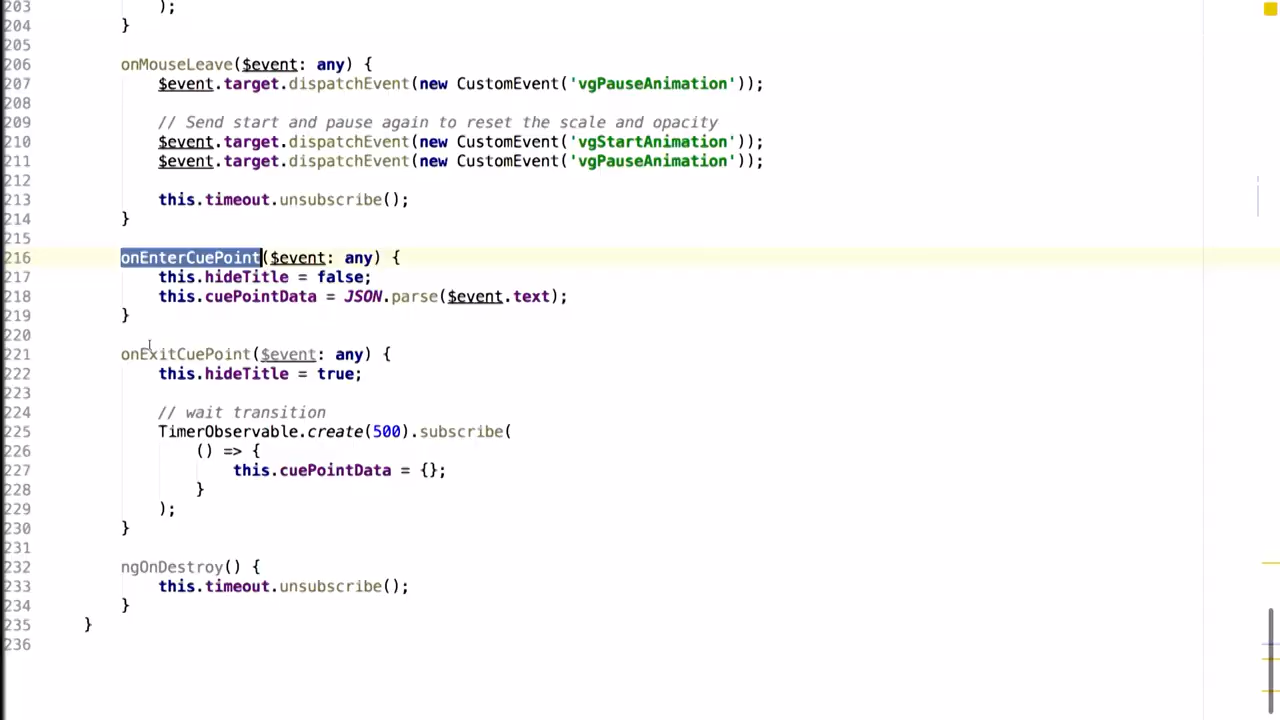 203 );
204 }
205
206 onMouseLeave($event: any) {
207 $event.target.dispatchEvent(new CustomEvent('vgPauseAnimation'));
208
209 // Send start and pause again to reset the scale and opacity
210 $event.target.dispatchEvent(new CustomEvent('vgStartAnimation'));
211 $event.target.dispatchEvent(new CustomEvent('vgPauseAnimation'));
212
213 this.timeout.unsubscribe();
214 }
215
216 onEnterCuePoint($event: any) {
217 this.hideTitle = false;
218 this.cuePointData = JSON.parse($event.text);
219 }
220
221 onExitCuePoint($event: any) {
222 this.hideTitle = true;
223
224 // wait transition
225 TimerObservable.create(500).subscribe(
226 () => {
227 this.cuePointData = {};
228 }
229 );
230 }
231
232 ngOnDestroy() {
233 this.timeout.unsubscribe();
234 }
235 }
236